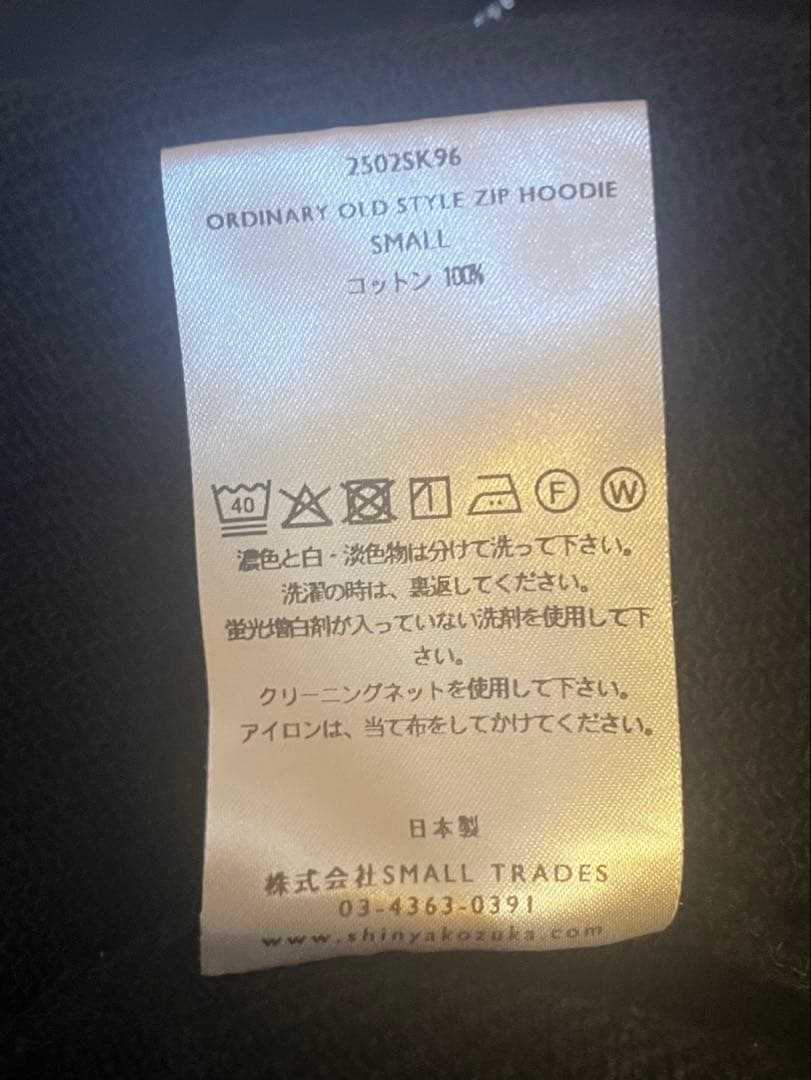 2502SK96
ORDINARY OLD STYLE ZIP HOODIE
SMALL
コットン 100%
40 F W
濃色と白・淡色物は分けて洗って下さい。
洗濯の時は、裏返してください。
蛍光増白剤が入っていない洗剤を使用して下
さい。
クリーニングネットを使用して下さい。
アイロンは、当て布をしてかけてください。
日本製
株式会社SMALL TRADES
03-4363-0391
www.shinyakozuka.com